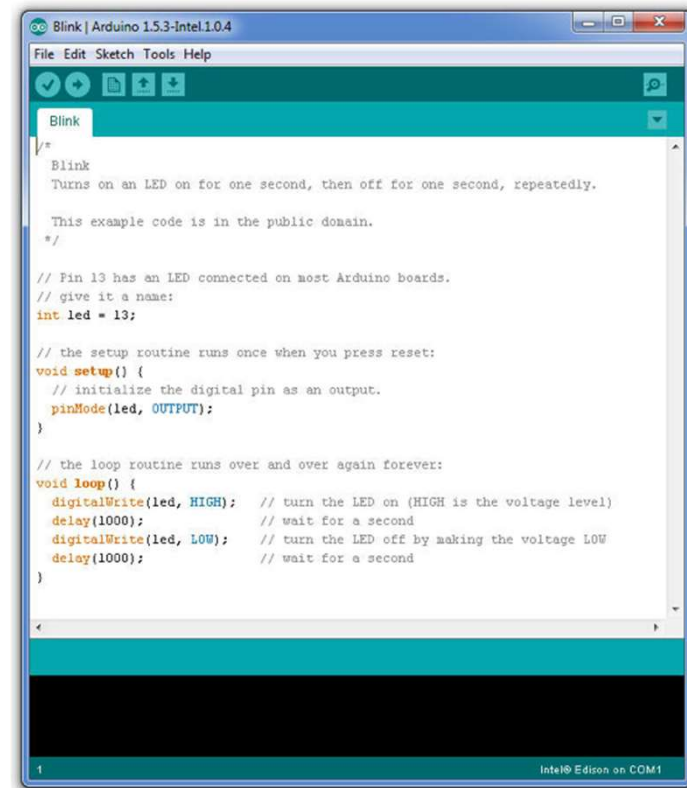 Blink | Arduino 1.5.3-Intel.1.0.4
File Edit Sketch Tools Help
Blink
/*
  Blink
  Turns on an LED on for one second, then off for one second, repeatedly.

  This example code is in the public domain.
 */

// Pin 13 has an LED connected on most Arduino boards.
// give it a name:
int led = 13;

// the setup routine runs once when you press reset:
void setup() {
  // initialize the digital pin as an output.
  pinMode(led, OUTPUT);
}

// the loop routine runs over and over again forever:
void loop() {
  digitalWrite(led, HIGH);   // turn the LED on (HIGH is the voltage level)
  delay(1000);               // wait for a second
  digitalWrite(led, LOW);    // turn the LED off by making the voltage LOW
  delay(1000);               // wait for a second
}
1
Intel® Edison on COM1